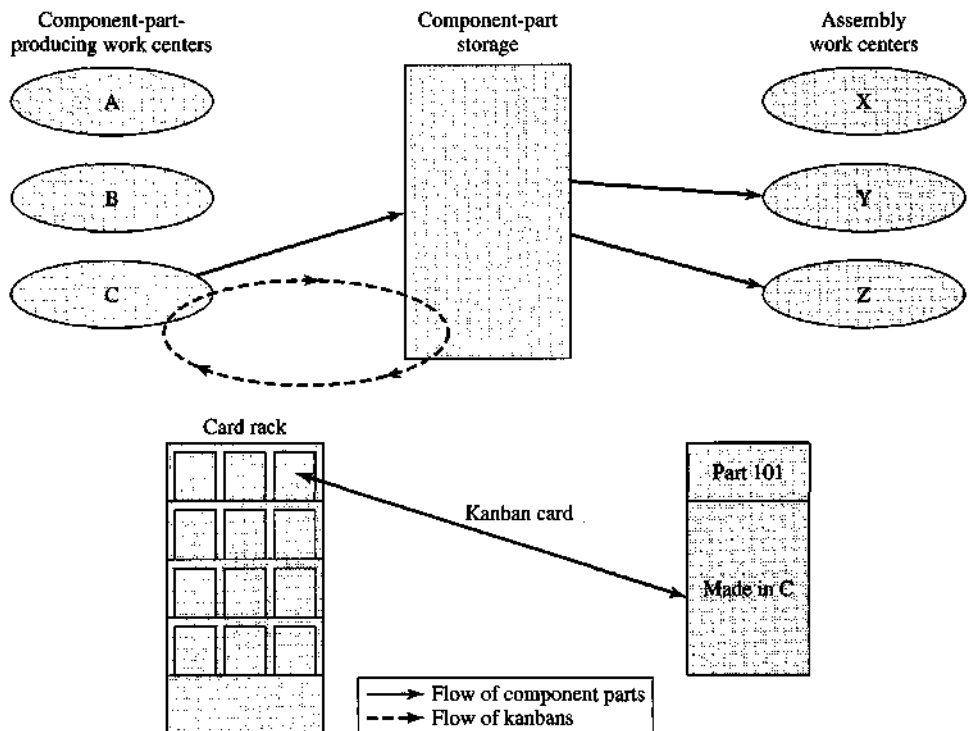 Component-part-
producing work centers
Component-part
storage
Assembly
work centers
A
X
B
Y
C
Z
Card rack
Part 101
Kanban card
Made in C
Flow of component parts
Flow of kanbans